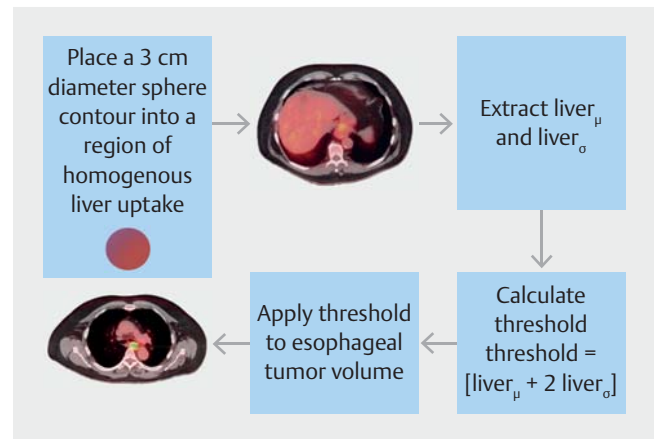 Place a 3 cm
diameter sphere
contour into a
region of
homogenous
liver uptake
Extract liverμ
and liverσ
Calculate
threshold
threshold =
[liverμ + 2 liverσ]
Apply threshold
to esophageal
tumor volume